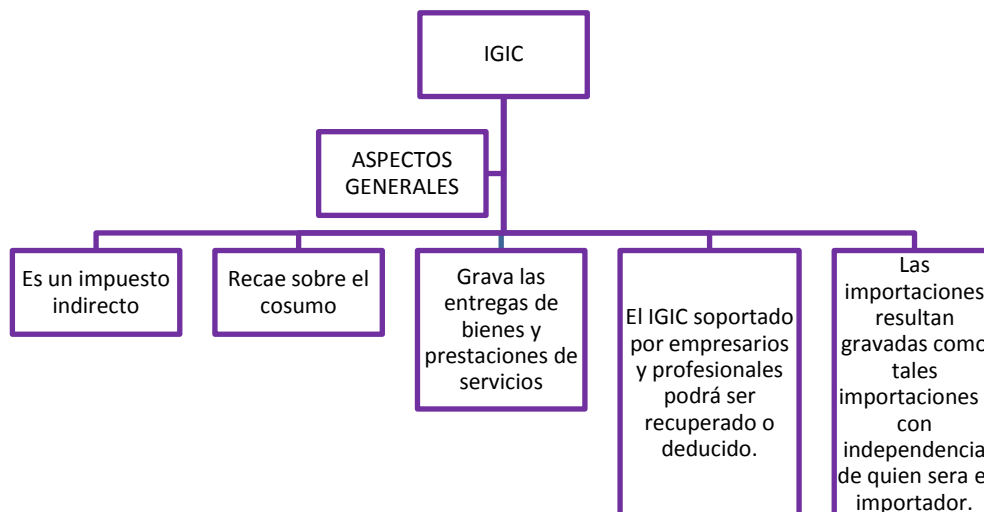 IGIC
ASPECTOS
GENERALES
Es un impuesto
indirecto
Recae sobre el
cosumo
Grava las
entregas de
bienes y
prestaciones de
servicios
El IGIC soportado
por empresarios
y profesionales
podrá ser
recuperado o
deducido.
Las
importaciones
resultan
gravadas como
tales
importaciones
con
independencia
de quien sera e
importador.